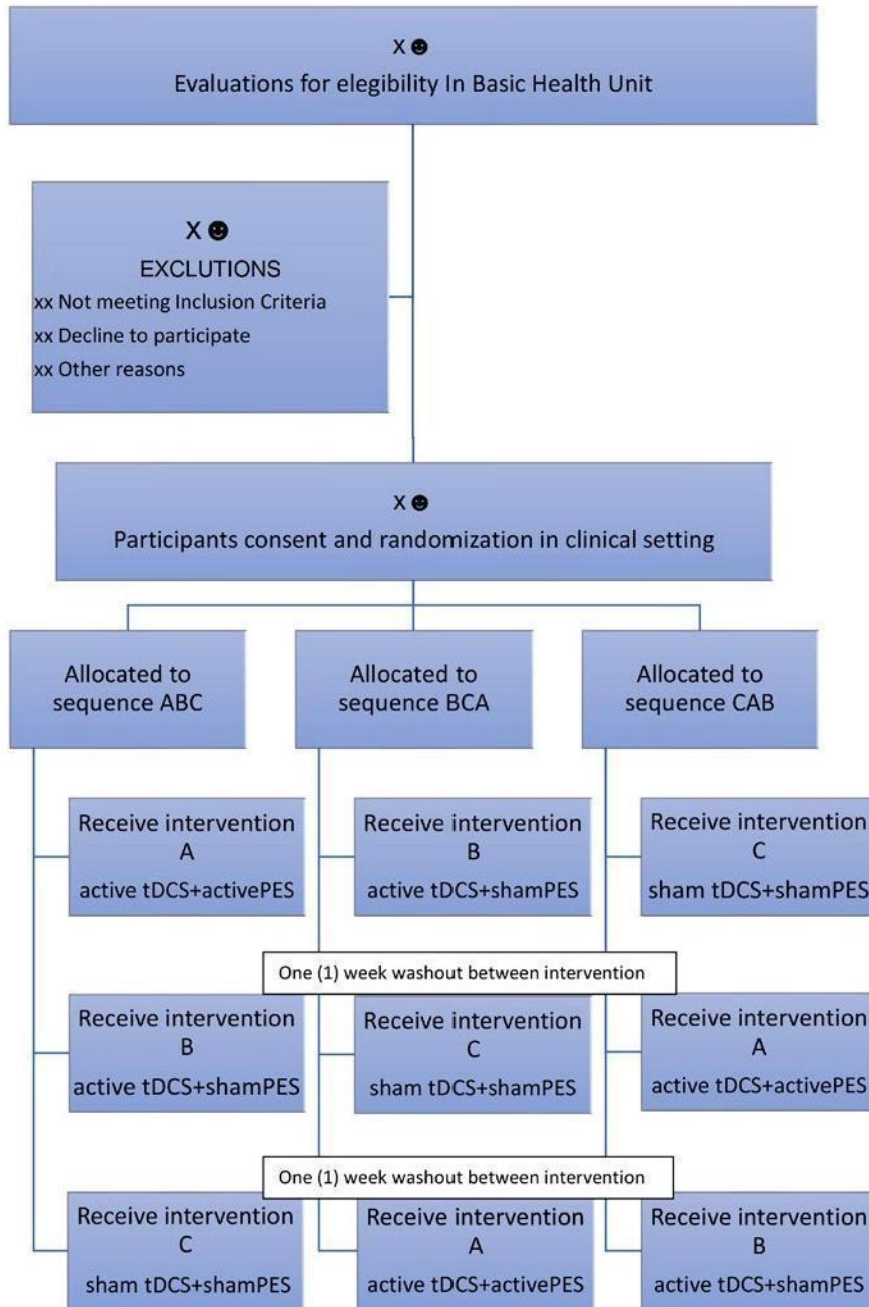 x☻
Evaluations for elegibility In Basic Health Unit
X☻
EXCLUTIONS
xx Not meeting Inclusion Criteria
xx Decline to participate
xx Other reasons
x☻
Participants consent and randomization in clinical setting
Allocated to
sequence ABC
Allocated to
sequence BCA
Allocated to
sequence CAB
Receive intervention
A
active tDCS+activePES
Receive intervention
B
active tDCS+shamPES
Receive intervention
C
sham tDCS+shamPES
One (1) week washout between intervention
Receive intervention
B
active tDCS+shamPES
Receive intervention
C
sham tDCS+shamPES
Receive intervention
A
active tDCS+activePES
One (1) week washout between intervention
Receive intervention
C
sham tDCS+shamPES
Receive intervention
A
active tDCS+activePES
Receive intervention
B
active tDCS+shamPES